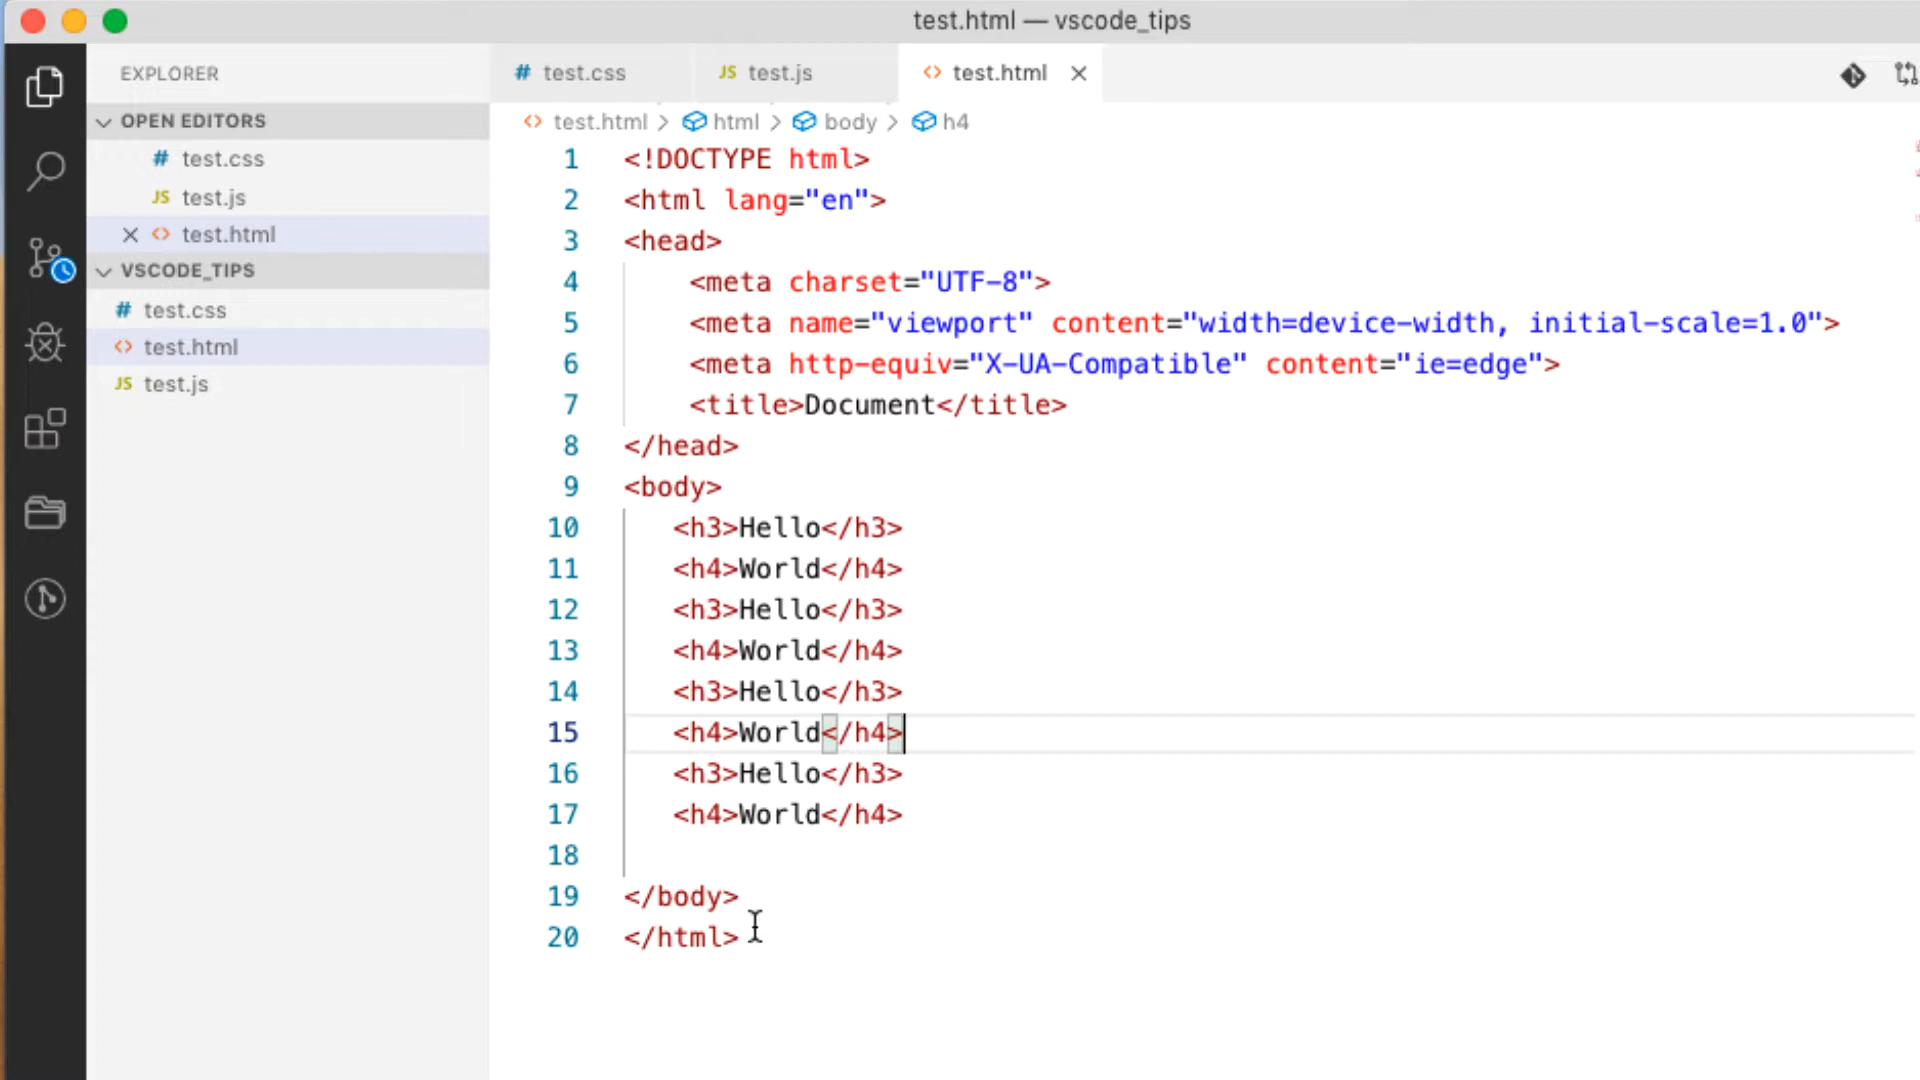 test.html — vscode_tips
EXPLORER
OPEN EDITORS
# test.css
JS test.js
<> test.html
VSCODE_TIPS
# test.css
<> test.html
JS test.js
# test.css JS test.js <> test.html
<> test.html > html > body > h4
1 <!DOCTYPE html>
2 <html lang="en">
3 <head>
4     <meta charset="UTF-8">
5     <meta name="viewport" content="width=device-width, initial-scale=1.0">
6     <meta http-equiv="X-UA-Compatible" content="ie=edge">
7     <title>Document</title>
8 </head>
9 <body>
10    <h3>Hello</h3>
11    <h4>World</h4>
12    <h3>Hello</h3>
13    <h4>World</h4>
14    <h3>Hello</h3>
15    <h4>World</h4>
16    <h3>Hello</h3>
17    <h4>World</h4>
18
19 </body>
20 </html>